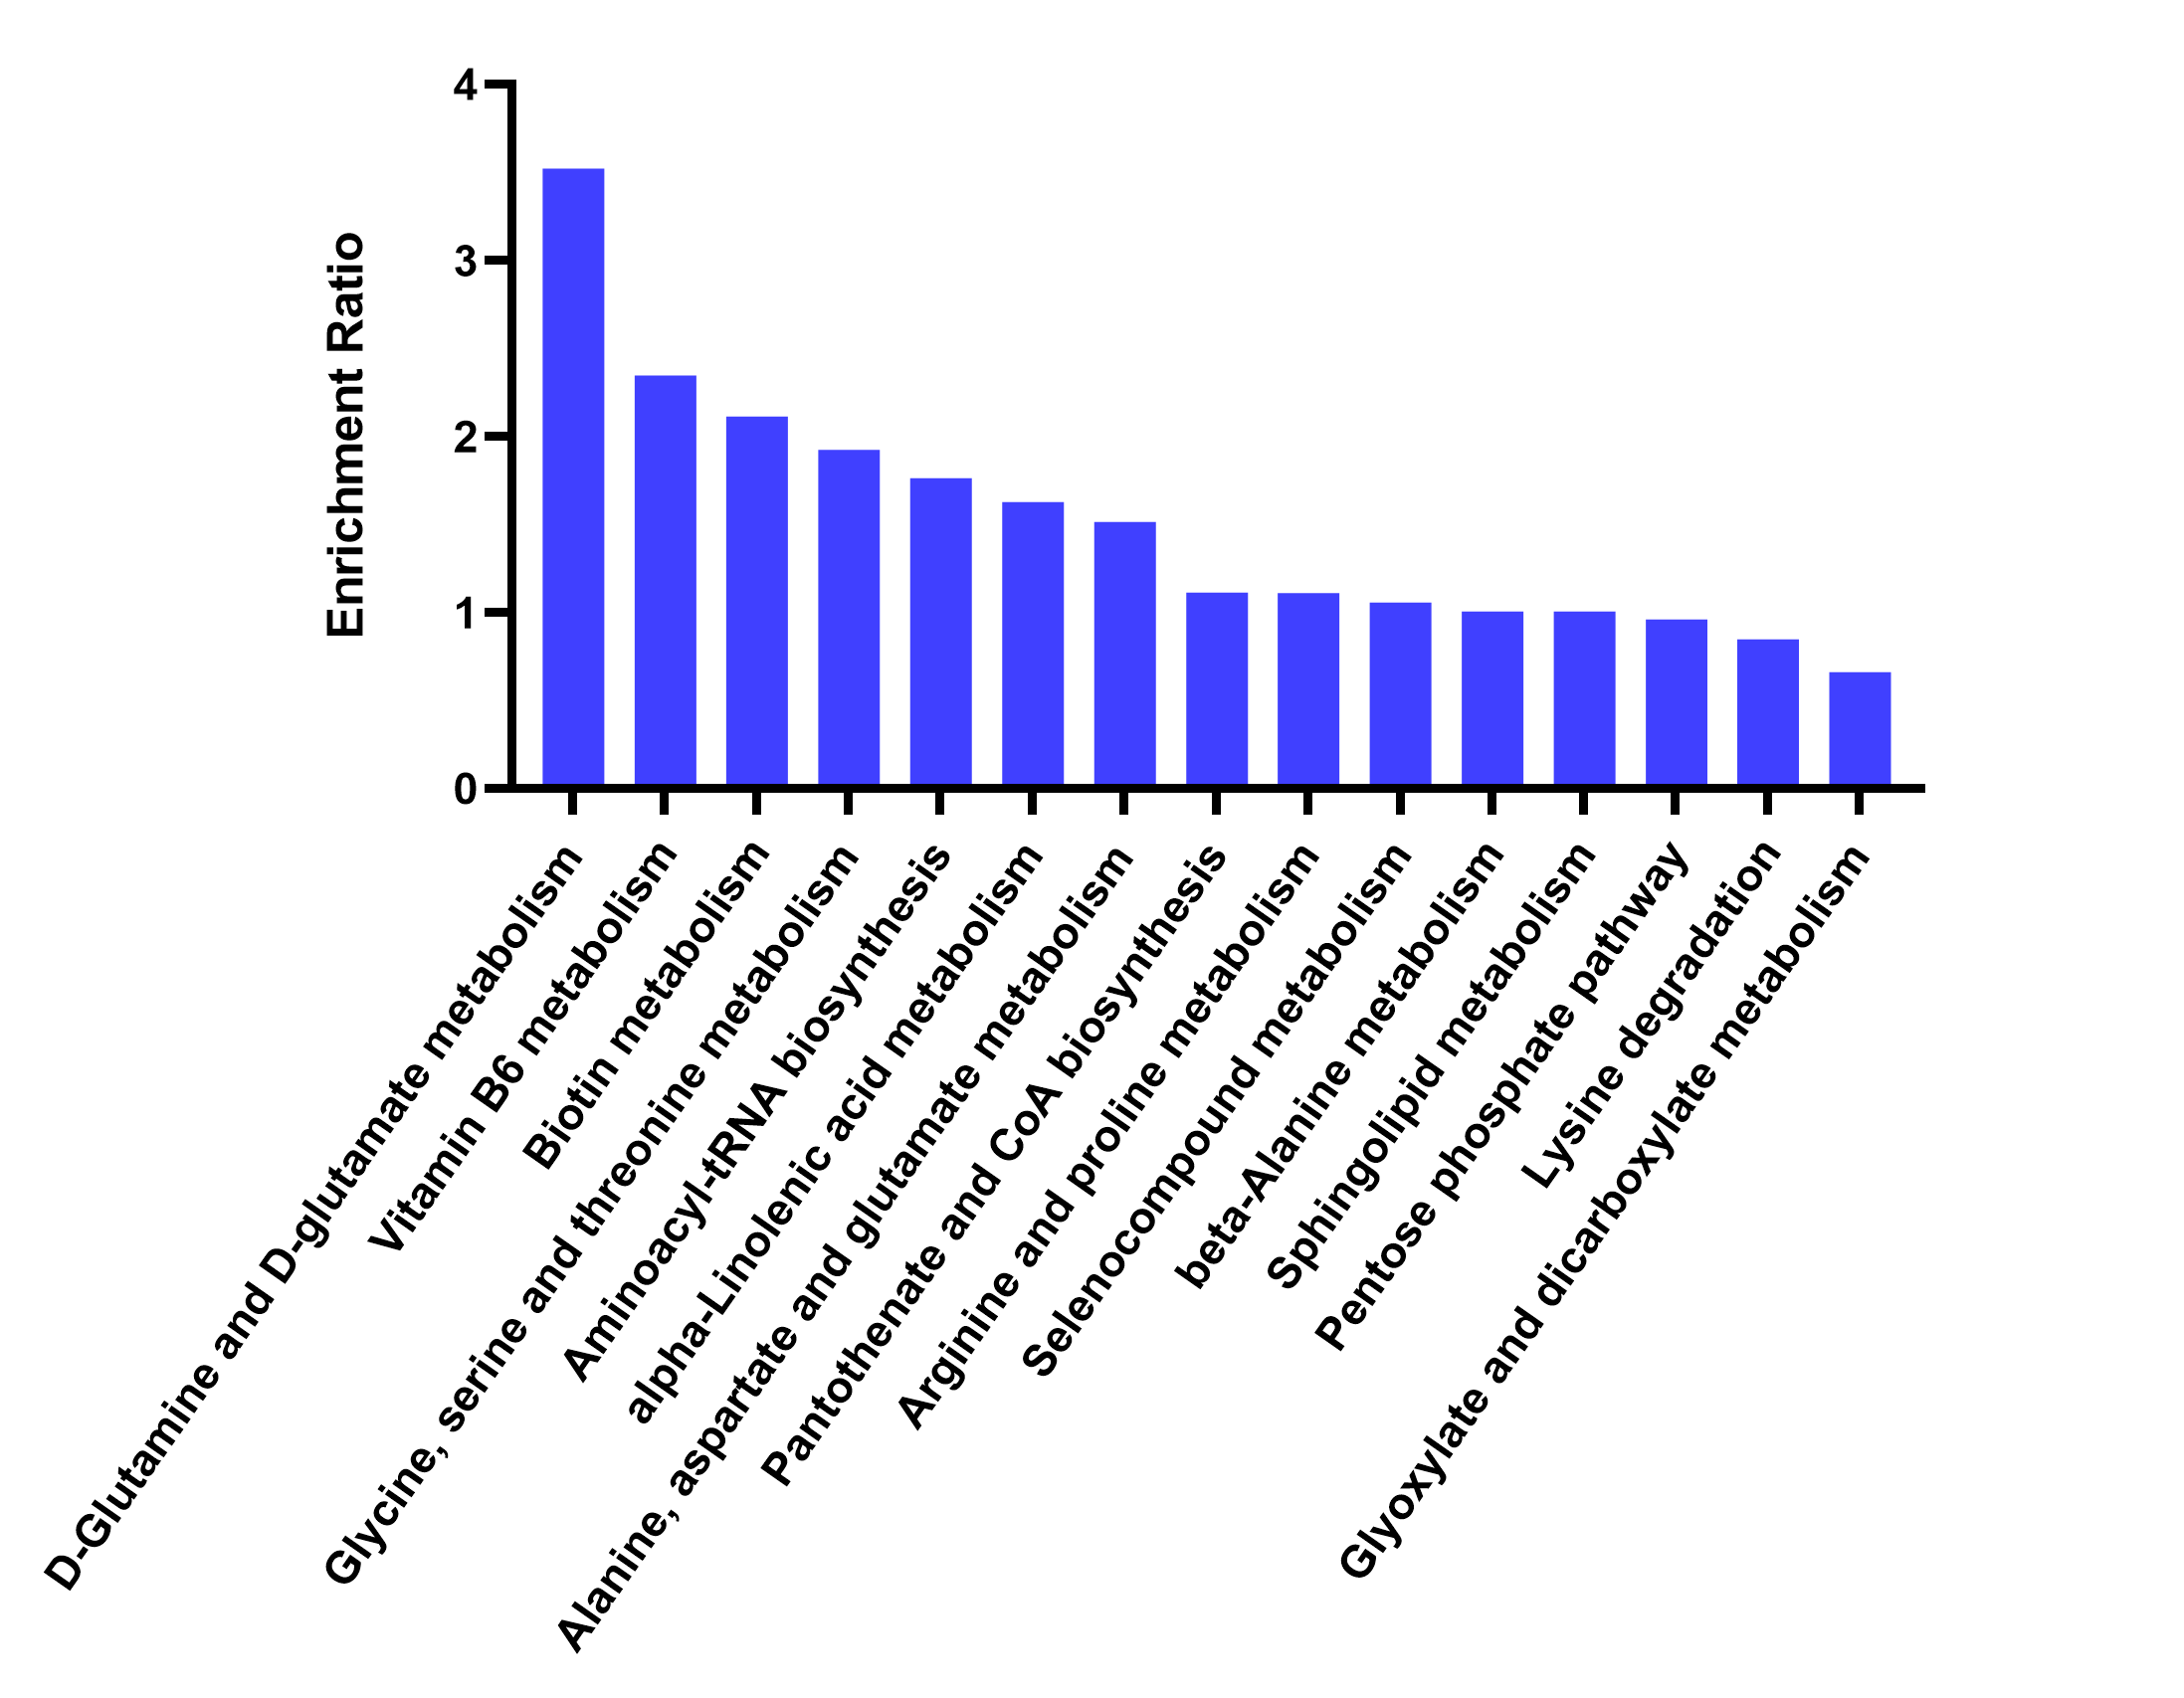 Enrichment Ratio
4
3
2
1
0
D-Glutamine and D-glutamate metabolism
Vitamin B6 metabolism
Biotin metabolism
Glycine, serine and threonine metabolism
Aminoacyl-tRNA biosynthesis
alpha-Linolenic acid metabolism
Alanine, aspartate and glutamate metabolism
Pantothenate and CoA biosynthesis
Arginine and proline metabolism
Selenocompound metabolism
beta-Alanine metabolism
Sphingolipid metabolism
Pentose phosphate pathway
Lysine degradation
Glyoxylate and dicarboxylate metabolism